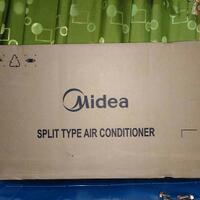 Midea
SPLIT TYPE AIR CONDITIONER